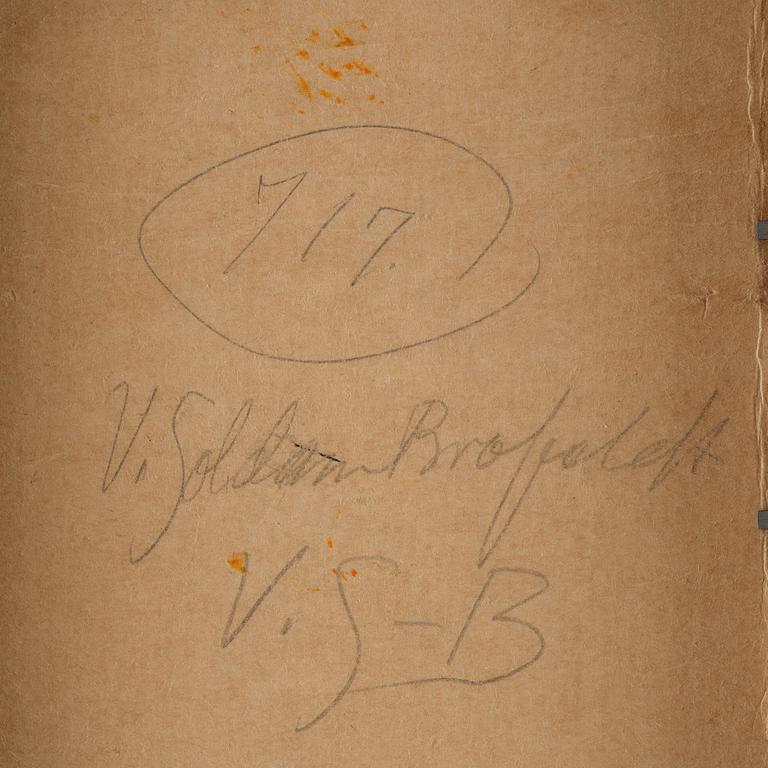 717.
V. Soldan Brofeldt
V. S-B